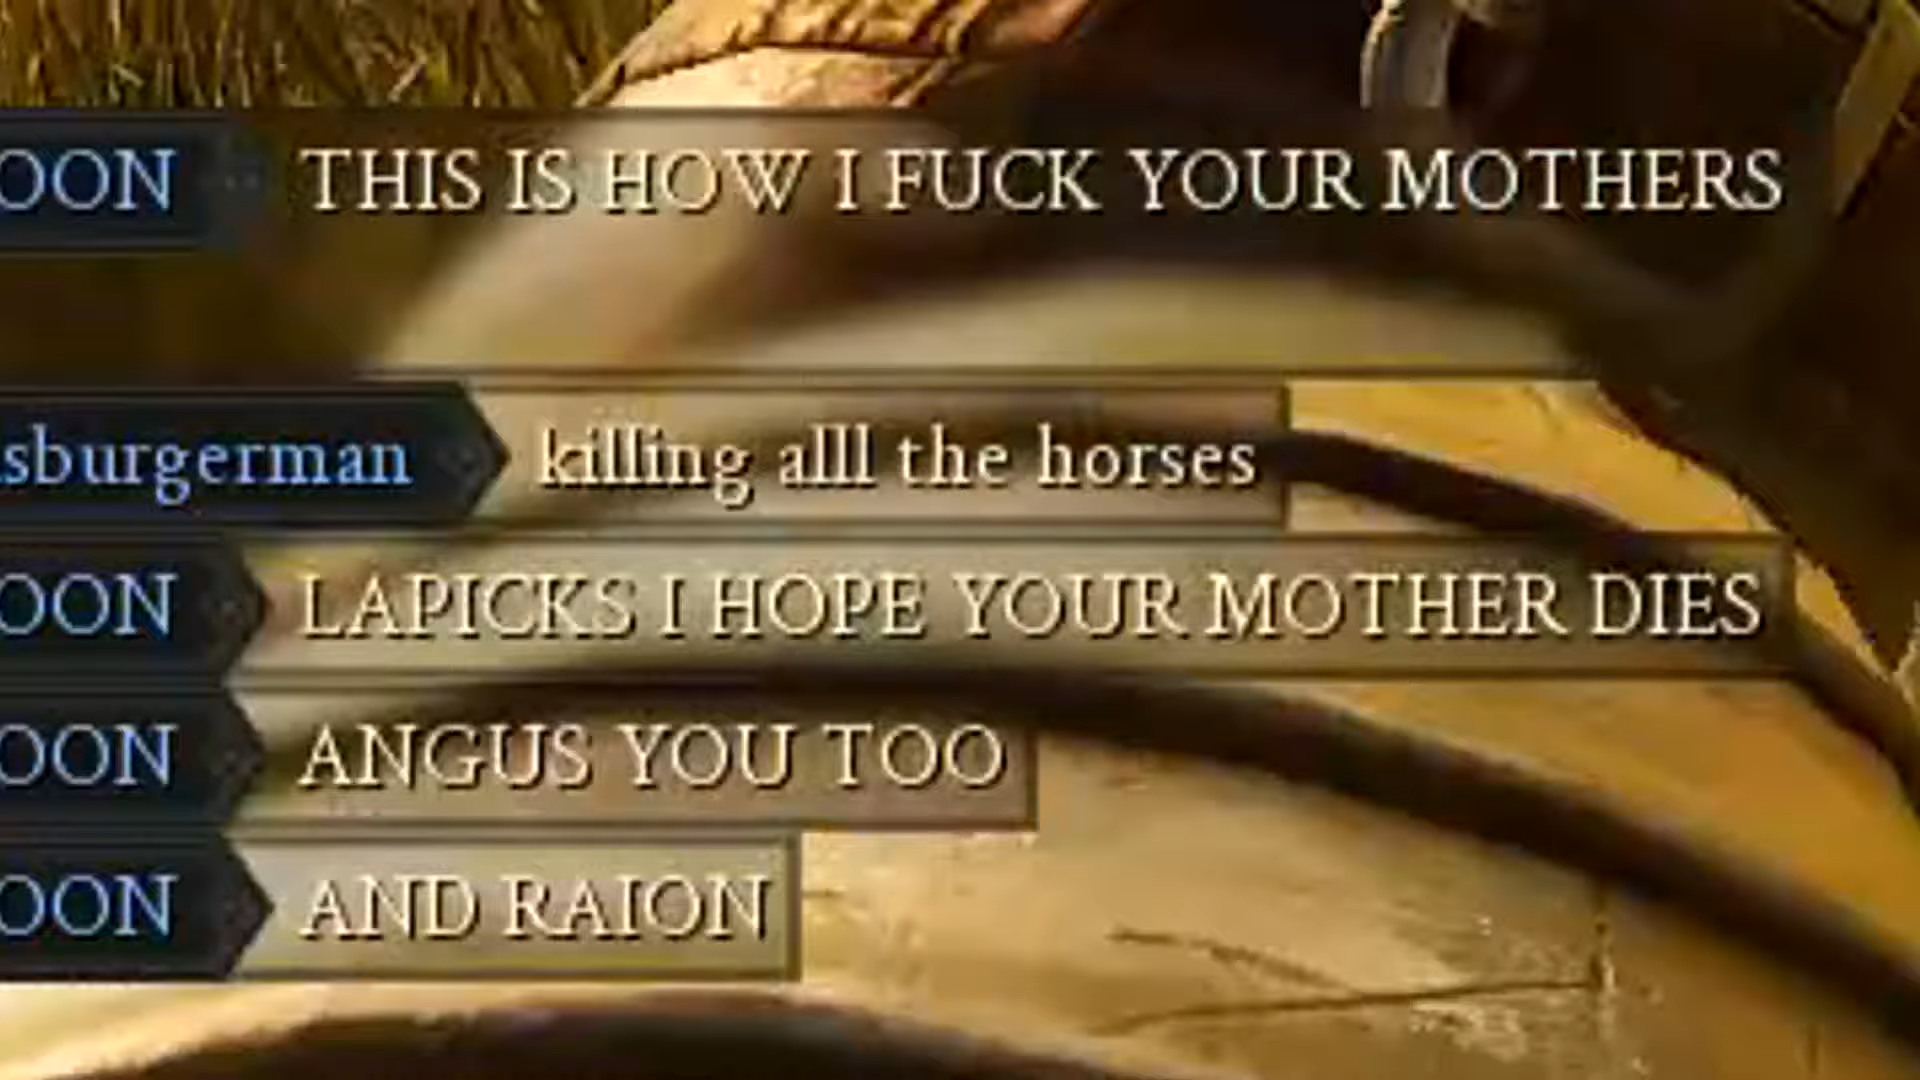 OON THIS IS HOW I FUCK YOUR MOTHERS
sburgerman killing alll the horses
OON LAPICKS I HOPE YOUR MOTHER DIES
OON ANGUS YOU TOO
OON AND RAION